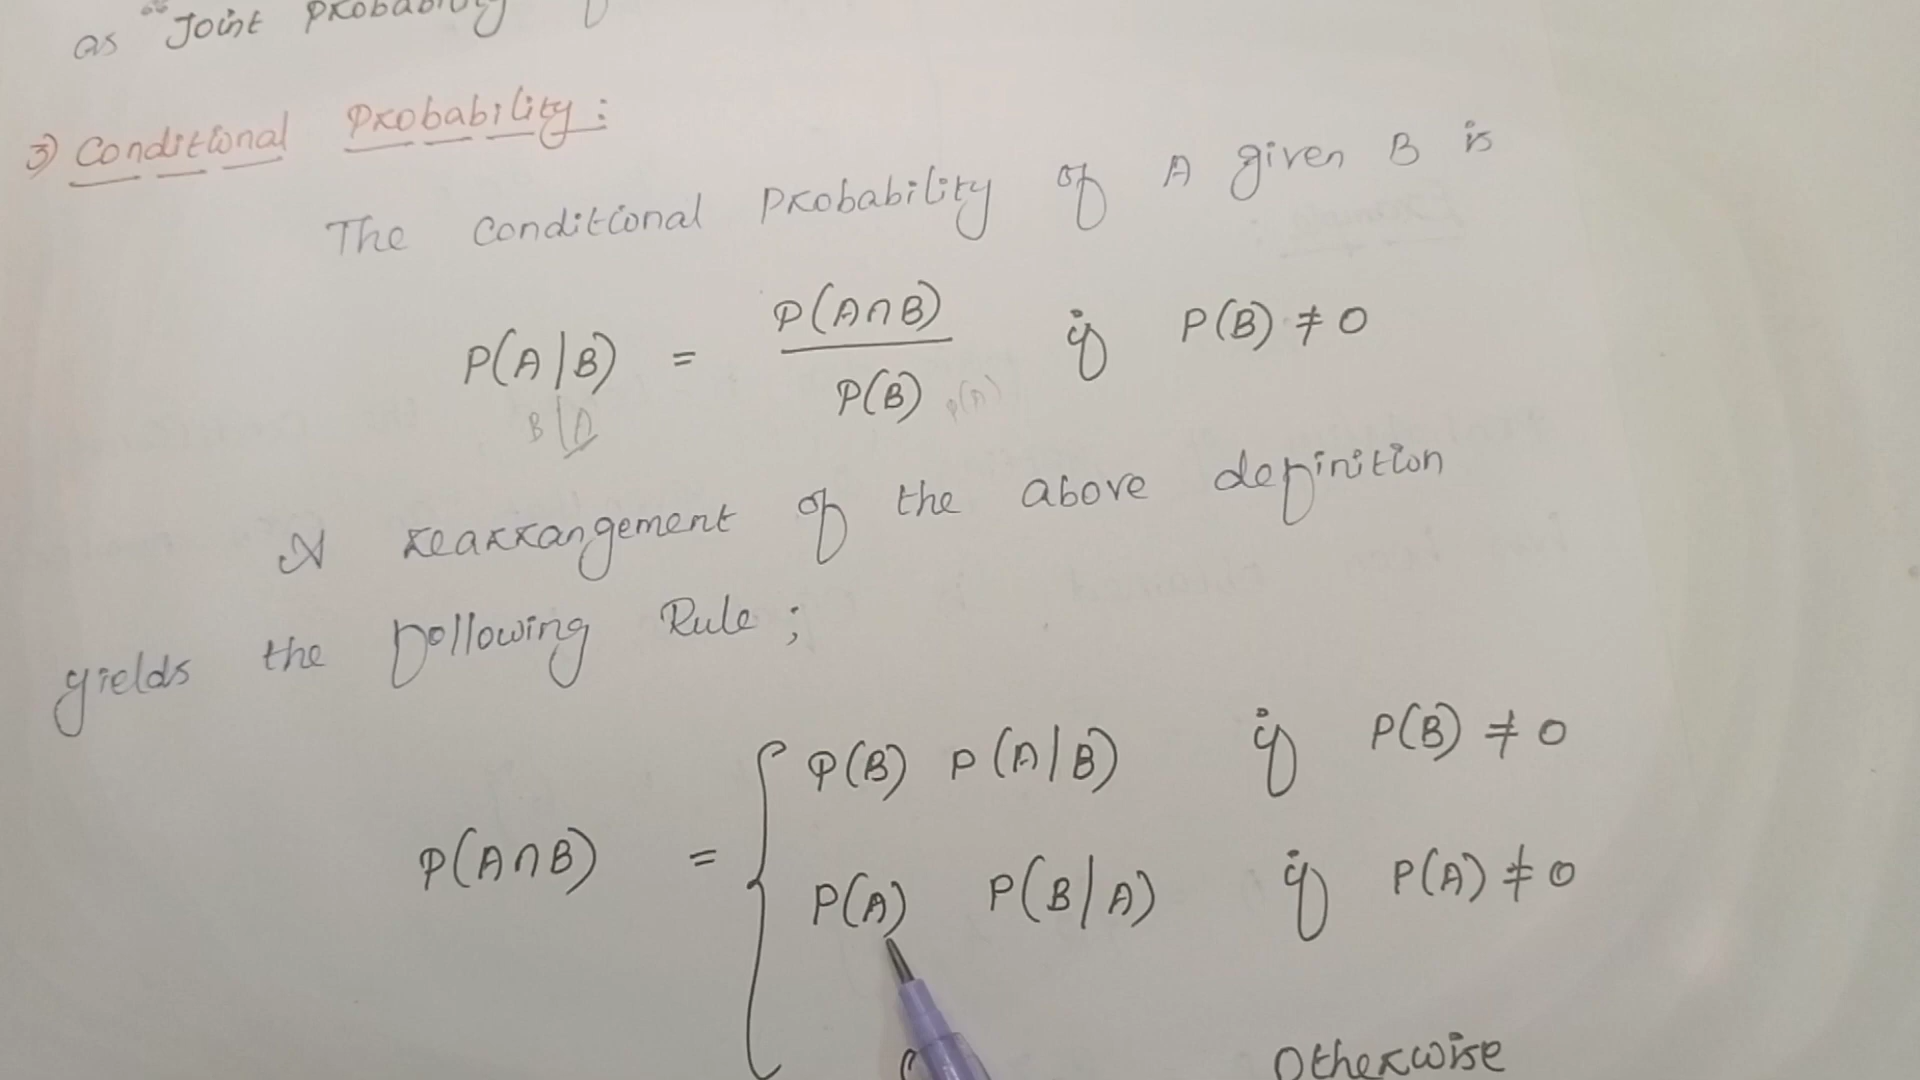 as "Joint Probability
3) Conditional Probability:
The Conditional Probability of A given B is
P(A|B) = P(A∩B) / P(B) if P(B) ≠ 0
B|A P(A)
A rearrangement of the above definition
yields the following Rule;
P(A∩B) = { P(B) P(A|B) if P(B) ≠ 0
P(A) P(B|A) if P(A) ≠ 0
Otherwise